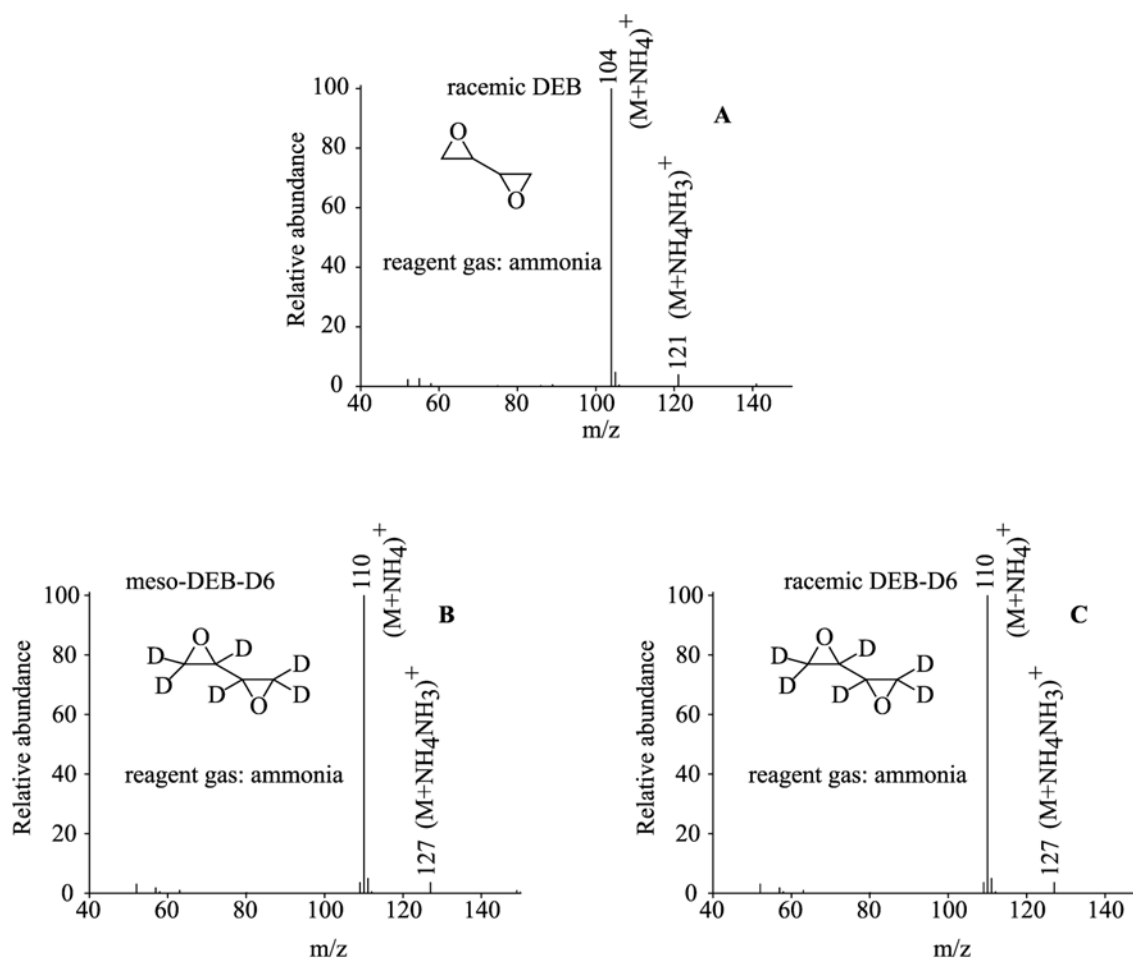 racemic DEB
A
104
(M+NH4)+
121 (M+NH4NH3)+
O
O
reagent gas: ammonia
Relative abundance
100
80
60
40
20
0
40
60
80
100
120
140
m/z
meso-DEB-D6
B
110
(M+NH4)+
127 (M+NH4NH3)+
O
D
D
D
D
D
D
O
reagent gas: ammonia
Relative abundance
100
80
60
40
20
0
40
60
80
100
120
140
m/z
racemic DEB-D6
C
110
(M+NH4)+
127 (M+NH4NH3)+
O
D
D
D
D
D
D
O
reagent gas: ammonia
Relative abundance
100
80
60
40
20
0
40
60
80
100
120
140
m/z